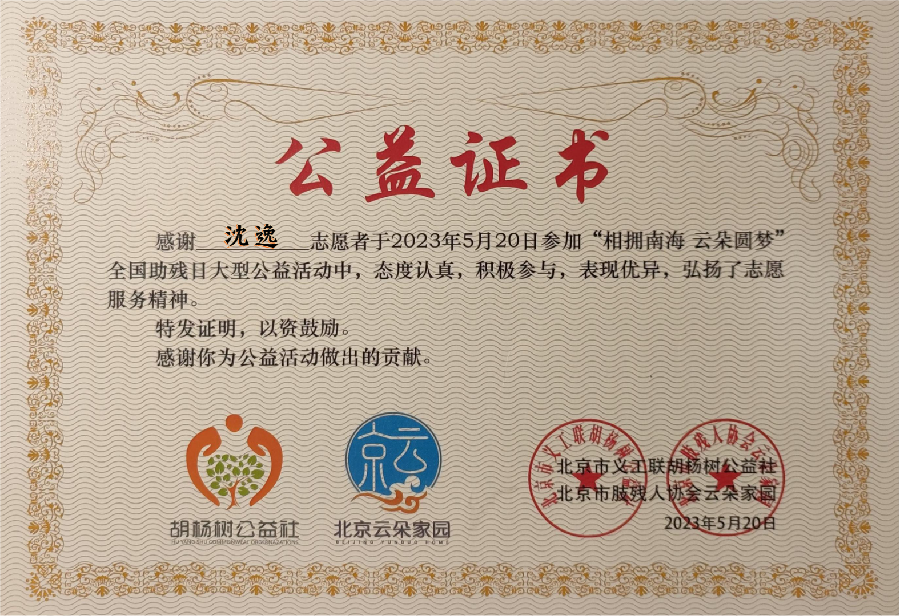 公益证书
感谢 沈逸 志愿者于2023年5月20日参加“相拥南海 云朵圆梦”
全国助残日大型公益活动中，态度认真，积极参与，表现优异，弘扬了志愿
服务精神。
特发证明，以资鼓励。
感谢你为公益活动做出的贡献。
京云
胡杨树公益社
北京云朵家园
BEIJING YUNDUO HOME
北京市义工联胡杨树公益社
北京市肢残人协会云朵家园
2023年5月20日